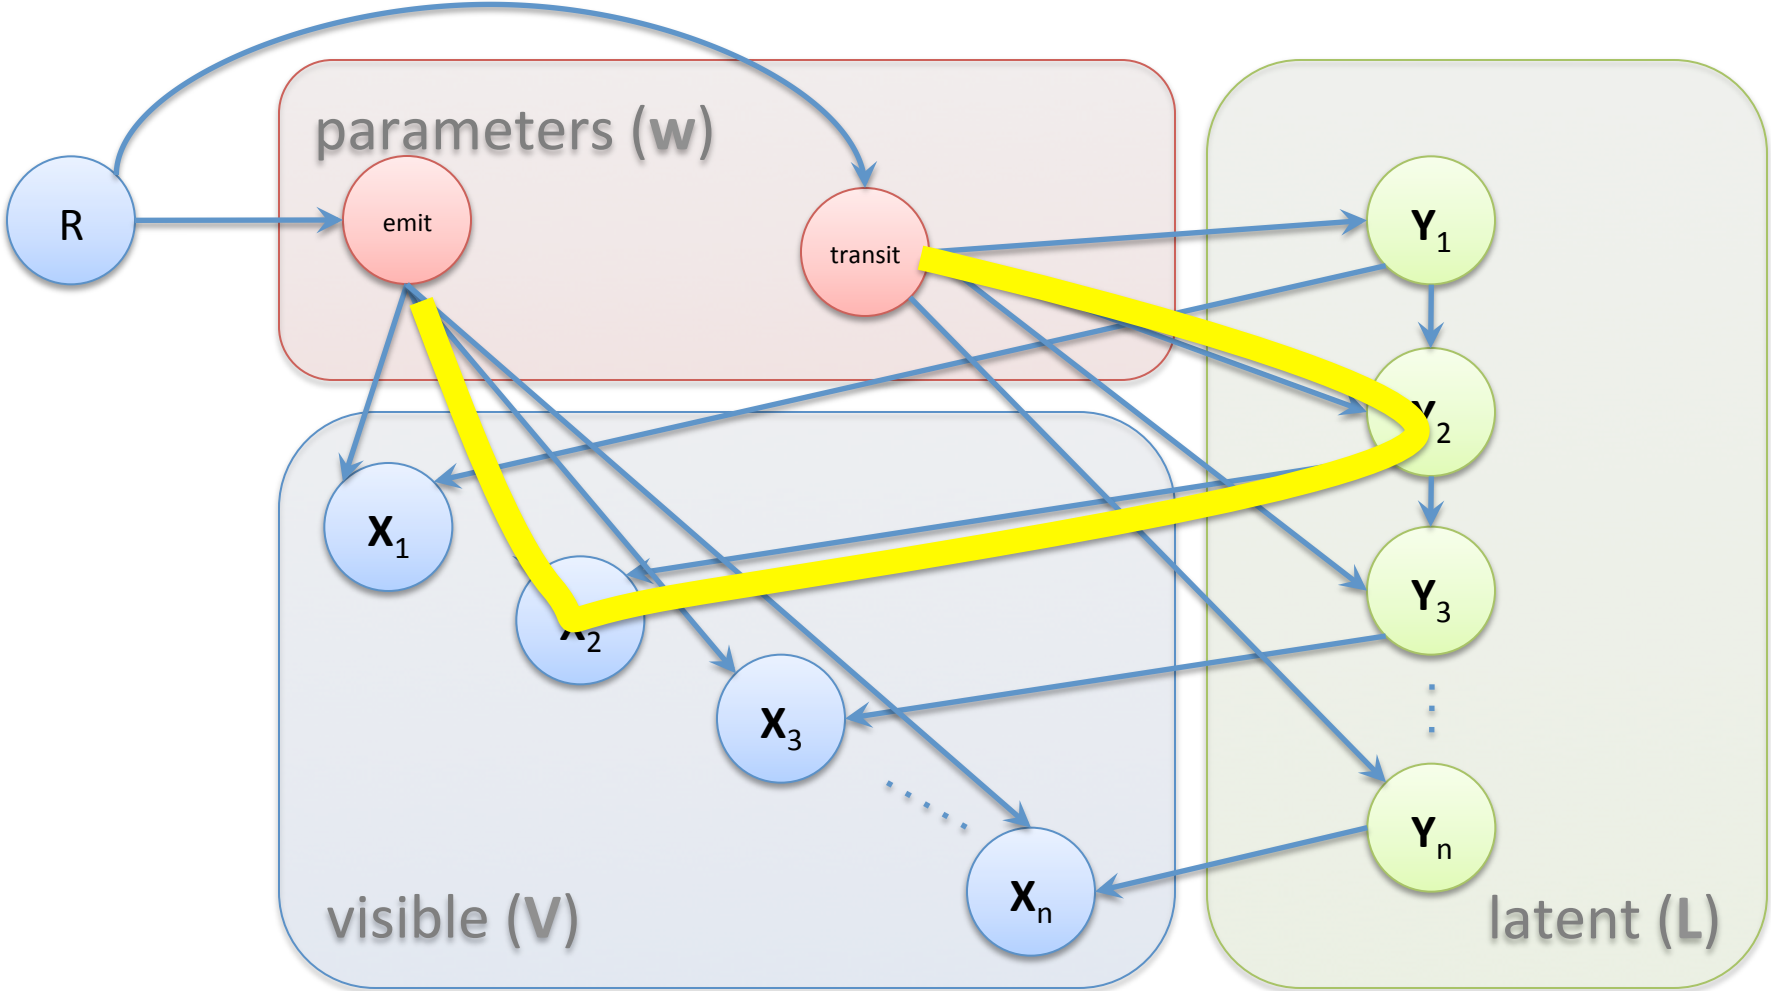 parameters (w)
R
emit
transit
Y1
Y2
X1
X2
Y3
X3
Yn
Xn
visible (V)
latent (L)